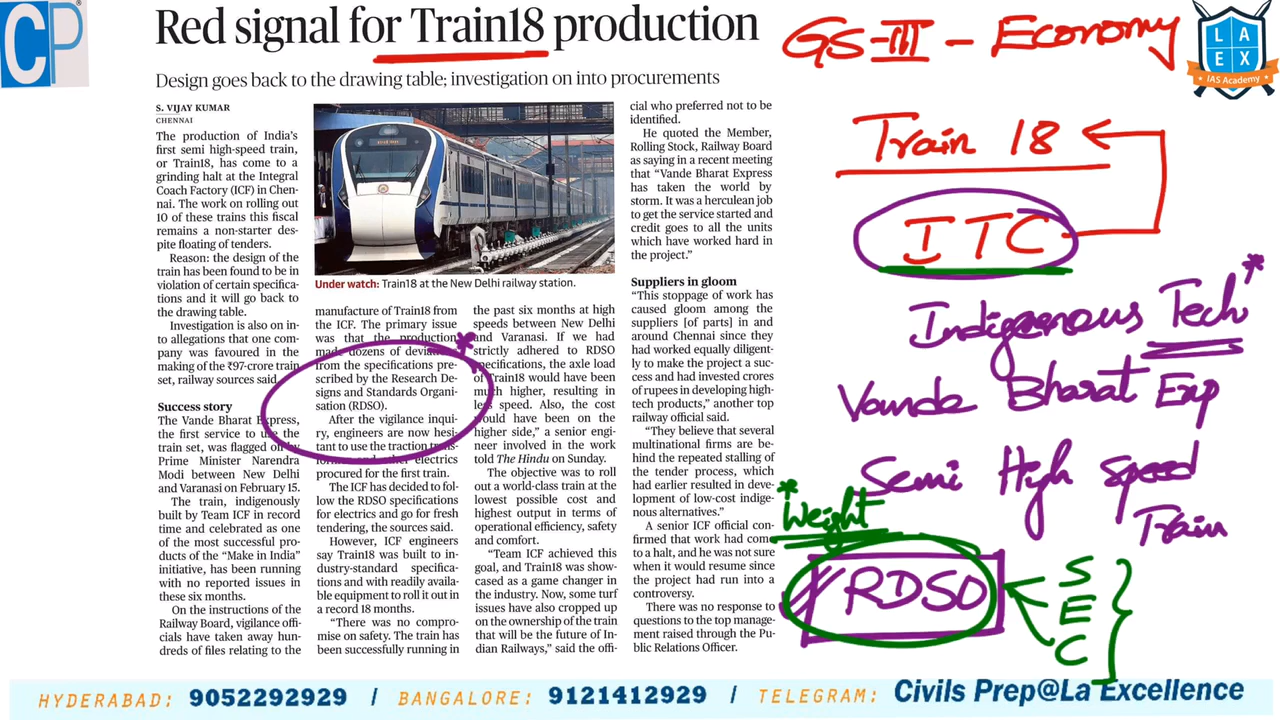 CP
Red signal for Train18 production
Design goes back to the drawing table; investigation on into procurements
S. VIJAY KUMAR
CHENNAI
The production of India's
first semi high-speed train,
or Train18, has come to a
grinding halt at the Integral
Coach Factory (ICF) in Chen-
nai. The work on rolling out
10 of these trains this fiscal
remains a non-starter des-
pite floating of tenders.
Reason: the design of the
train has been found to be in
violation of certain specifica-
tions and it will go back to
the drawing table.
Investigation is also on in-
to allegations that one com-
pany was favoured in the
making of the ₹97-crore train
set, railway sources said.
Success story
The Vande Bharat Express,
the first service to use the
train set, was flagged off by
Prime Minister Narendra
Modi between New Delhi
and Varanasi on February 15.
The train, indigenously
built by Team ICF in record
time and celebrated as one
of the most successful pro-
ducts of the "Make in India"
initiative, has been running
with no reported issues in
these six months.
On the instructions of the
Railway Board, vigilance offi-
cials have taken away hun-
dreds of files relating to the
Under watch: Train18 at the New Delhi railway station.
manufacture of Train18 from
the ICF. The primary issue
was that the production
made dozens of deviations
from the specifications pre-
scribed by the Research De-
signs and Standards Organi-
sation (RDSO).
After the vigilance inqui-
ry, engineers are now hesi-
tant to use the traction trans-
former and other electrics
procured for the first train.
The ICF has decided to fol-
low the RDSO specifications
for electrics and go for fresh
tendering, the sources said.
However, ICF engineers
say Train18 was built to in-
dustry-standard specifica-
tions and with readily availa-
ble equipment to roll it out in
a record 18 months.
"There was no compro-
mise on safety. The train has
been successfully running in
the past six months at high
speeds between New Delhi
and Varanasi. If we had
strictly adhered to RDSO
specifications, the axle load
of Train18 would have been
much higher, resulting in
less speed. Also, the cost
would have been on the
higher side," a senior engi-
neer involved in the work
told The Hindu on Sunday.
The objective was to roll
out a world-class train at the
lowest possible cost and
highest output in terms of
operational efficiency, safety
and comfort.
"Team ICF achieved this
goal, and Train18 was show-
cased as a game changer in
the industry. Now, some turf
issues have also cropped up
on the ownership of the train
that will be the future of In-
dian Railways," said the offi-
cial who preferred not to be
identified.
He quoted the Member,
Rolling Stock, Railway Board
as saying in a recent meeting
that "Vande Bharat Express
has taken the world by
storm. It was a herculean job
to get the service started and
credit goes to all the units
which have worked hard in
the project."
Suppliers in gloom
"This stoppage of work has
caused gloom among the
suppliers [of parts] in and
around Chennai since they
had worked equally diligent-
ly to make the project a suc-
cess and had invested crores
of rupees in developing high-
tech products," another top
railway official said.
"They believe that several
multinational firms are be-
hind the repeated stalling of
the tender process, which
had earlier resulted in deve-
lopment of low-cost indige-
nous alternatives."
A senior ICF official con-
firmed that work had come
to a halt, and he was not sure
when it would resume since
the project had run into a
controversy.
There was no response to
questions to the top manage-
ment raised through the Pu-
blic Relations Officer.
GS-III - Economy
LAEX
IAS Academy
Train 18
ITC
Indigenous Tech
Vande Bharat Exp
Semi High Speed
Train
Weight
RDSO
S
E
C
HYDERABAD: 9052292929 / BANGALORE: 9121412929 / TELEGRAM: Civils Prep@La Excellence